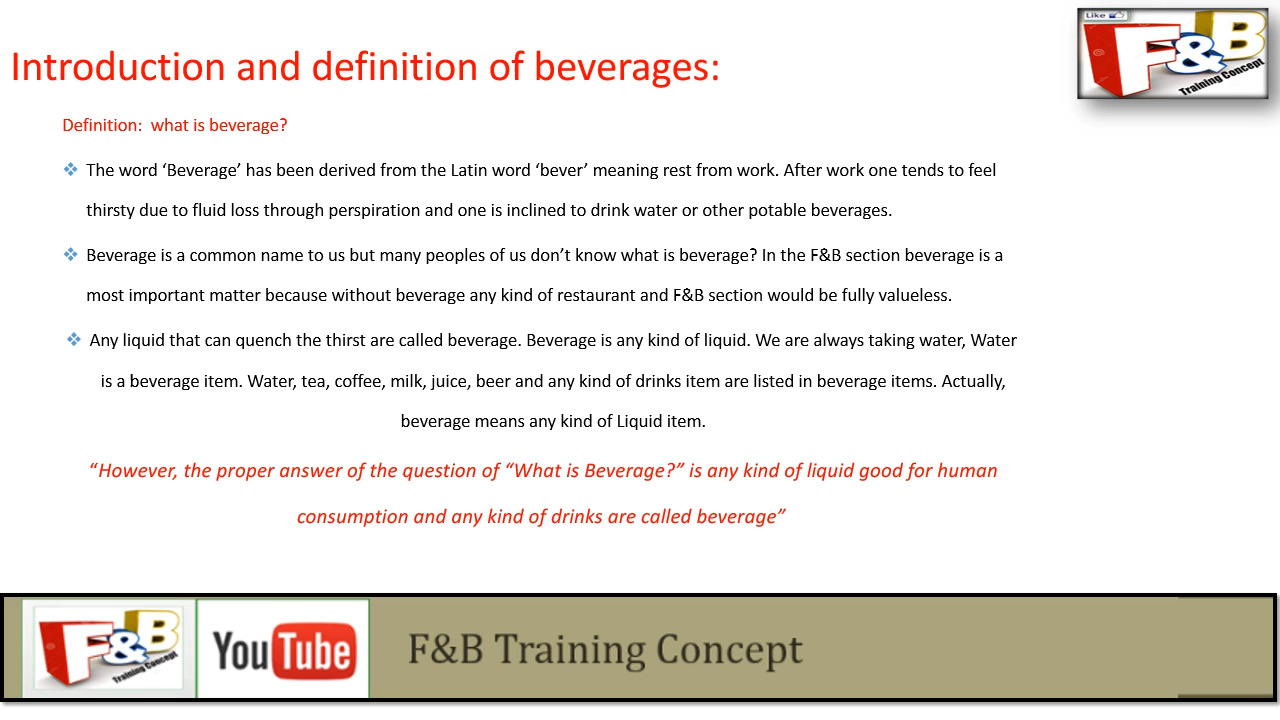 Like
F&B
Training Concept
Introduction and definition of beverages:
Definition:  what is beverage?
❖ The word ‘Beverage’ has been derived from the Latin word ‘bever’ meaning rest from work. After work one tends to feel
thirsty due to fluid loss through perspiration and one is inclined to drink water or other potable beverages.
❖ Beverage is a common name to us but many peoples of us don’t know what is beverage? In the F&B section beverage is a
most important matter because without beverage any kind of restaurant and F&B section would be fully valueless.
❖ Any liquid that can quench the thirst are called beverage. Beverage is any kind of liquid. We are always taking water, Water
is a beverage item. Water, tea, coffee, milk, juice, beer and any kind of drinks item are listed in beverage items. Actually,
beverage means any kind of Liquid item.
“However, the proper answer of the question of “What is Beverage?” is any kind of liquid good for human
consumption and any kind of drinks are called beverage”
F&B
Training Concept
YouTube
F&B Training Concept